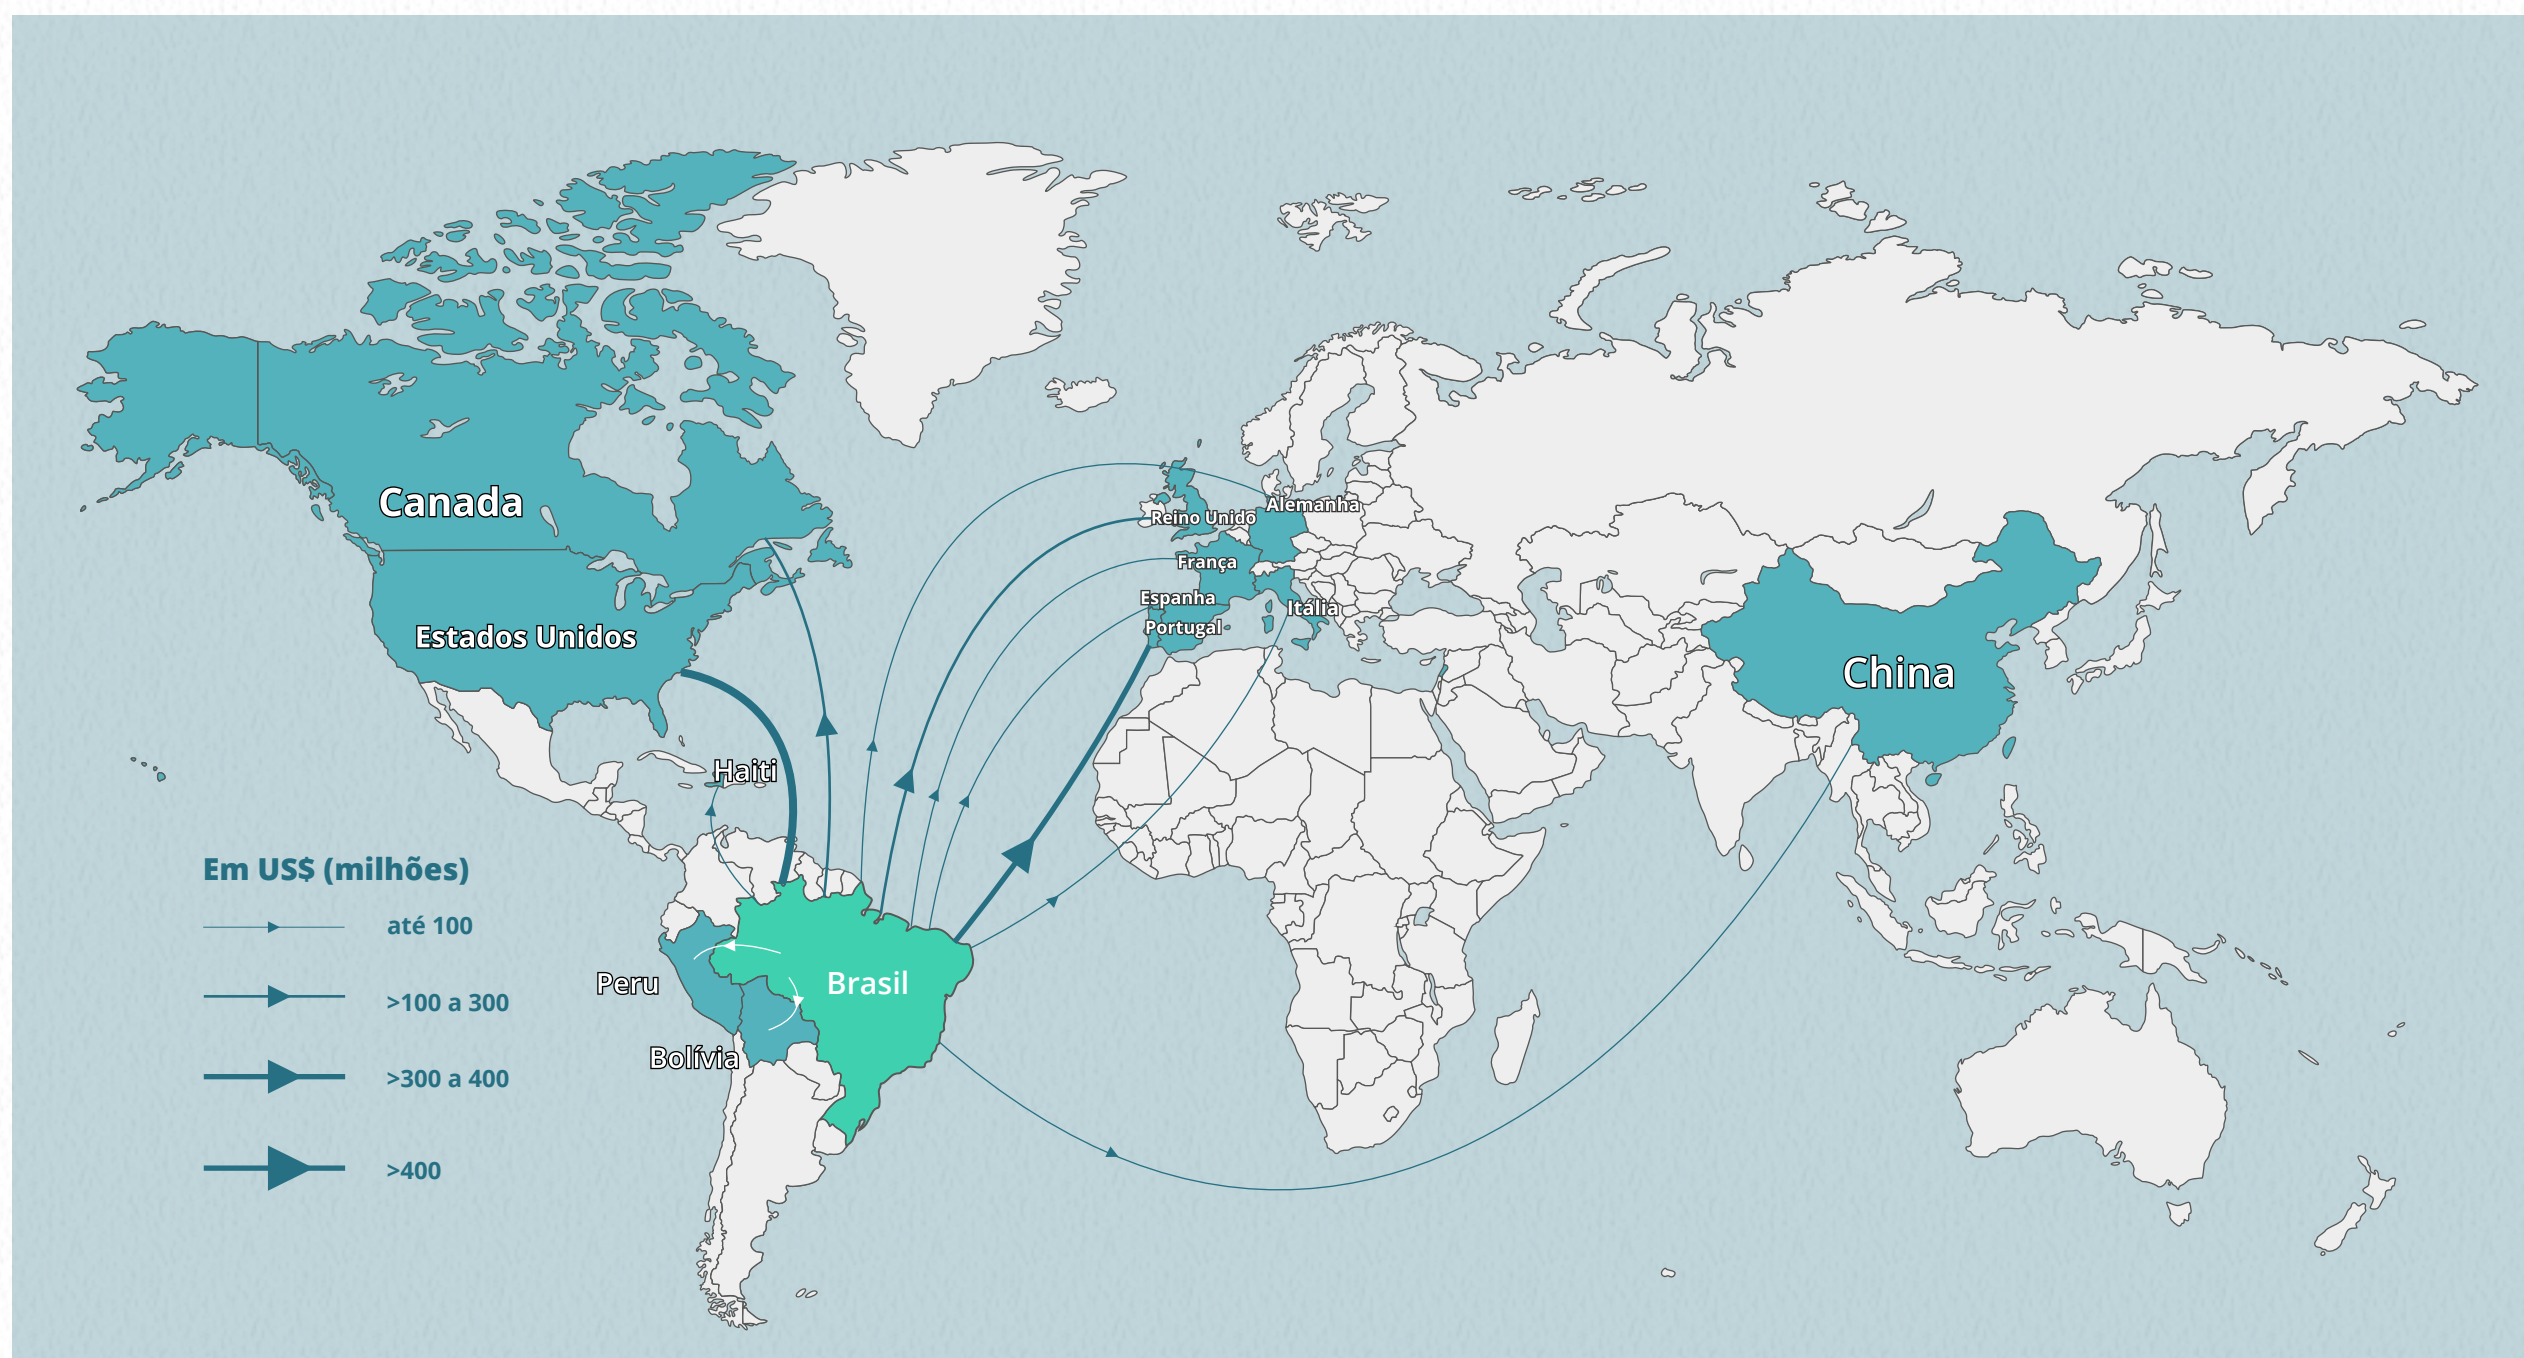 Canada
Estados Unidos
Alemanha
Reino Unido
França
Espanha
Itália
Portugal
China
Haiti
Em US$ (milhões)
até 100
>100 a 300
>300 a 400
>400
Peru
Brasil
Bolívia